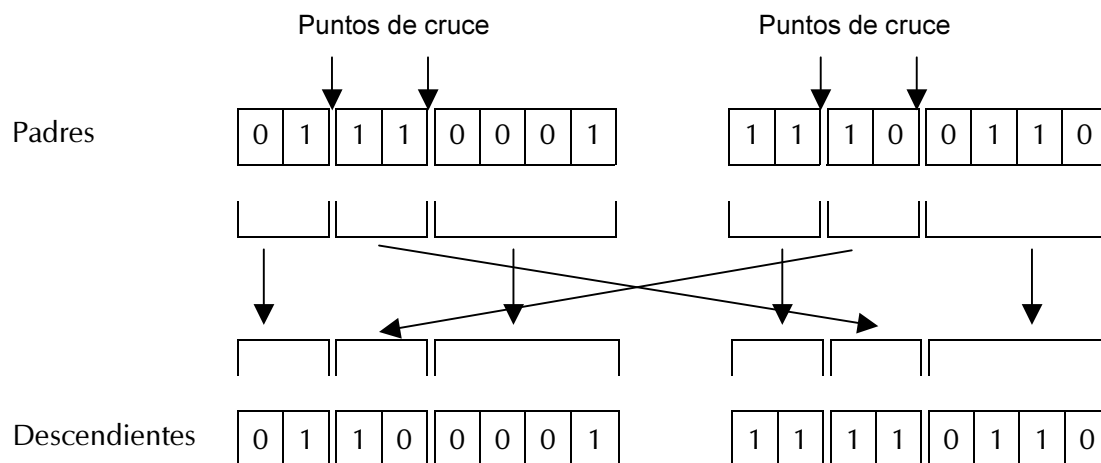 Puntos de cruce Puntos de cruce
Padres 0 1 1 1 0 0 0 1 1 1 1 0 0 1 1 0
Descendientes 0 1 1 0 0 0 0 1 1 1 1 1 0 1 1 0